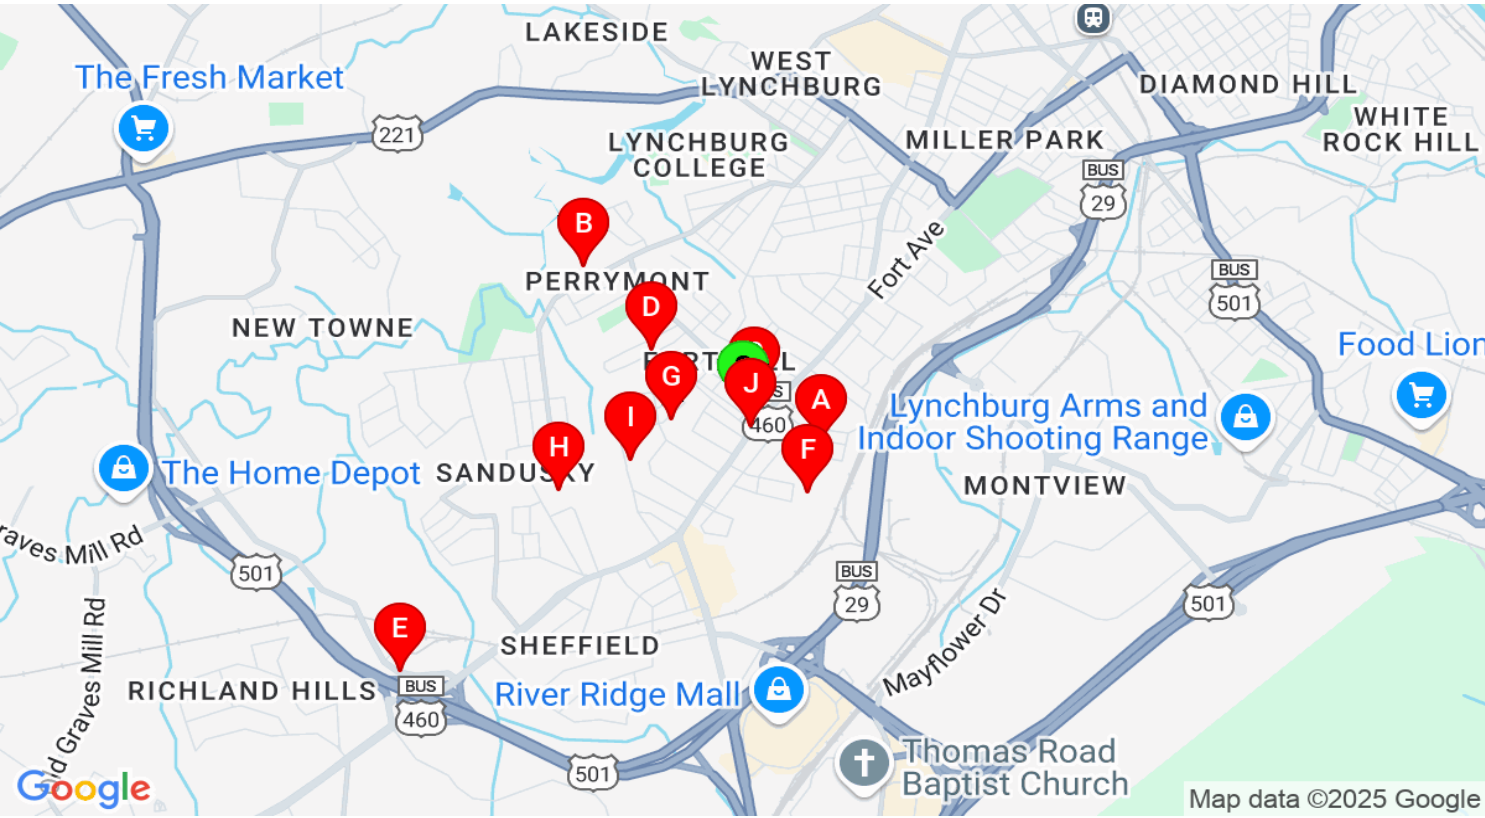 LAKESIDE
WEST
LYNCHBURG
The Fresh Market
DIAMOND HILL
WHITE
ROCK HILL
221
LYNCHBURG
COLLEGE
MILLER PARK
BUS
29
B
PERRYMONT
Fort Ave
BUS
501
D
NEW TOWNE
Food Lion
G
J
A
460
I
Lynchburg Arms and
Indoor Shooting Range
H
F
The Home Depot
SANDUSKY
MONTVIEW
raves Mill Rd
501
BUS
29
501
Mayflower Dr
E
SHEFFIELD
Old Graves Mill Rd
RICHLAND HILLS
BUS
460
River Ridge Mall
501
Thomas Road
Baptist Church
Google
Map data ©2025 Google